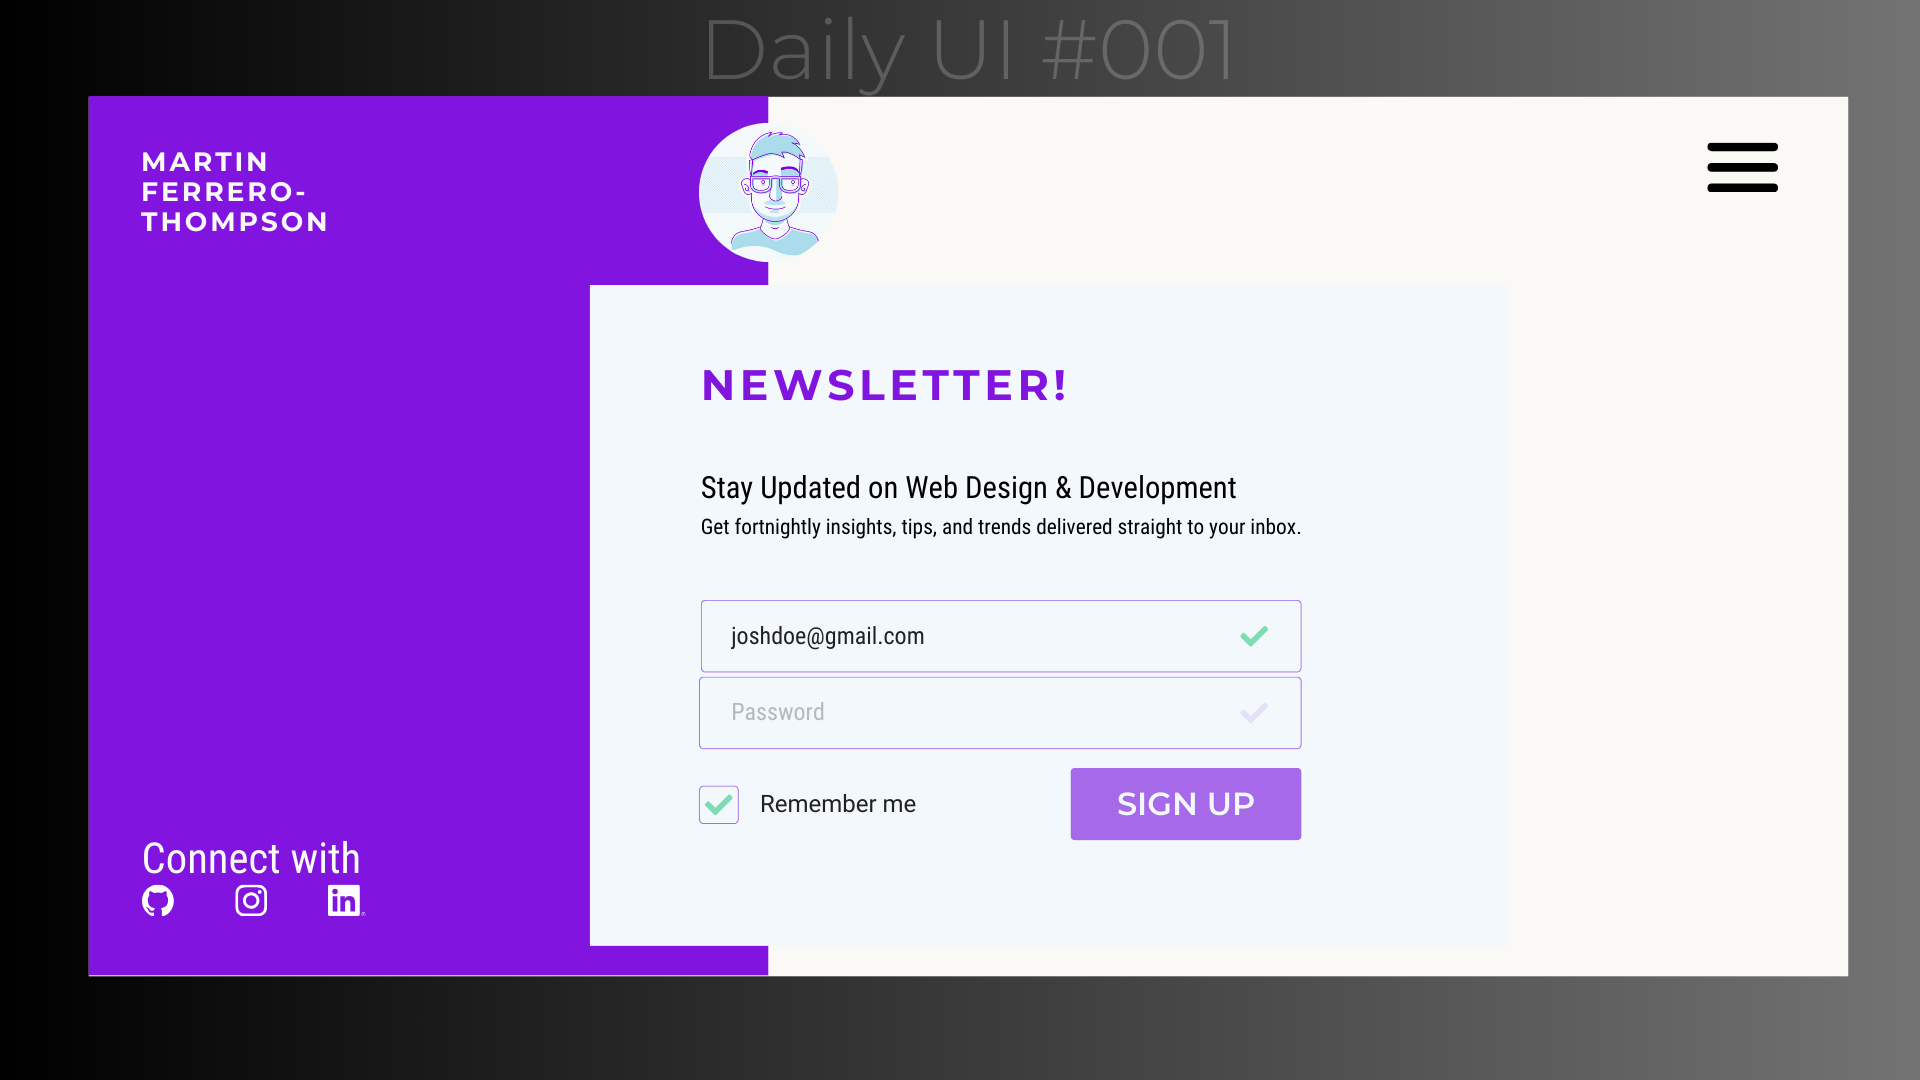 Daily UI #001
MARTIN
FERRERO-
THOMPSON
NEWSLETTER!
Stay Updated on Web Design & Development
Get fortnightly insights, tips, and trends delivered straight to your inbox.
joshdoe@gmail.com
Password
Remember me
SIGN UP
Connect with
in